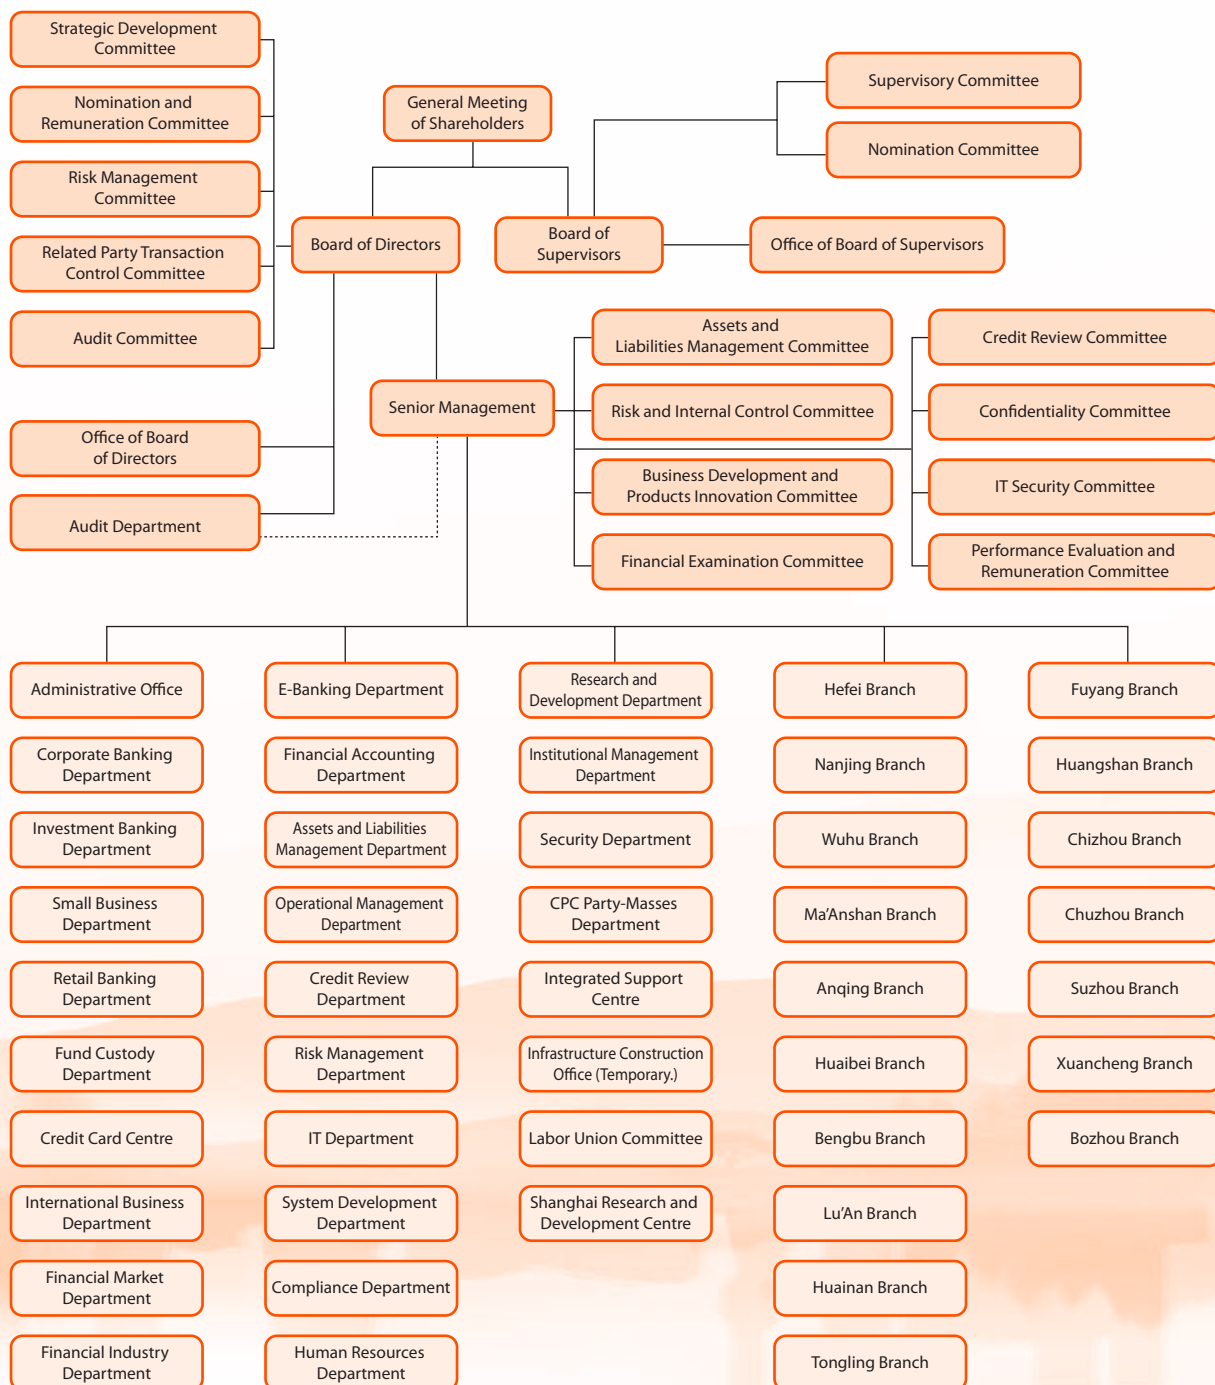 Strategic Development
Committee
Nomination and
Remuneration Committee
Risk Management
Committee
Related Party Transaction
Control Committee
Audit Committee
General Meeting
of Shareholders
Supervisory Committee
Nomination Committee
Board of Directors
Board of
Supervisors
Office of Board of Supervisors
Office of Board
of Directors
Audit Department
Senior Management
Assets and
Liabilities Management Committee
Risk and Internal Control Committee
Business Development and
Products Innovation Committee
Financial Examination Committee
Credit Review Committee
Confidentiality Committee
IT Security Committee
Performance Evaluation and
Remuneration Committee
Administrative Office
Corporate Banking
Department
Investment Banking
Department
Small Business
Department
Retail Banking
Department
Fund Custody
Department
Credit Card Centre
International Business
Department
Financial Market
Department
Financial Industry
Department
E-Banking Department
Financial Accounting
Department
Assets and Liabilities
Management Department
Operational Management
Department
Credit Review
Department
Risk Management
Department
IT Department
System Development
Department
Compliance Department
Human Resources
Department
Research and
Development Department
Institutional Management
Department
Security Department
CPC Party-Masses
Department
Integrated Support
Centre
Infrastructure Construction
Office (Temporary.)
Labor Union Committee
Shanghai Research and
Development Centre
Hefei Branch
Nanjing Branch
Wuhu Branch
Ma'Anshan Branch
Anqing Branch
Huaibei Branch
Bengbu Branch
Lu'An Branch
Huainan Branch
Tongling Branch
Fuyang Branch
Huangshan Branch
Chizhou Branch
Chuzhou Branch
Suzhou Branch
Xuancheng Branch
Bozhou Branch